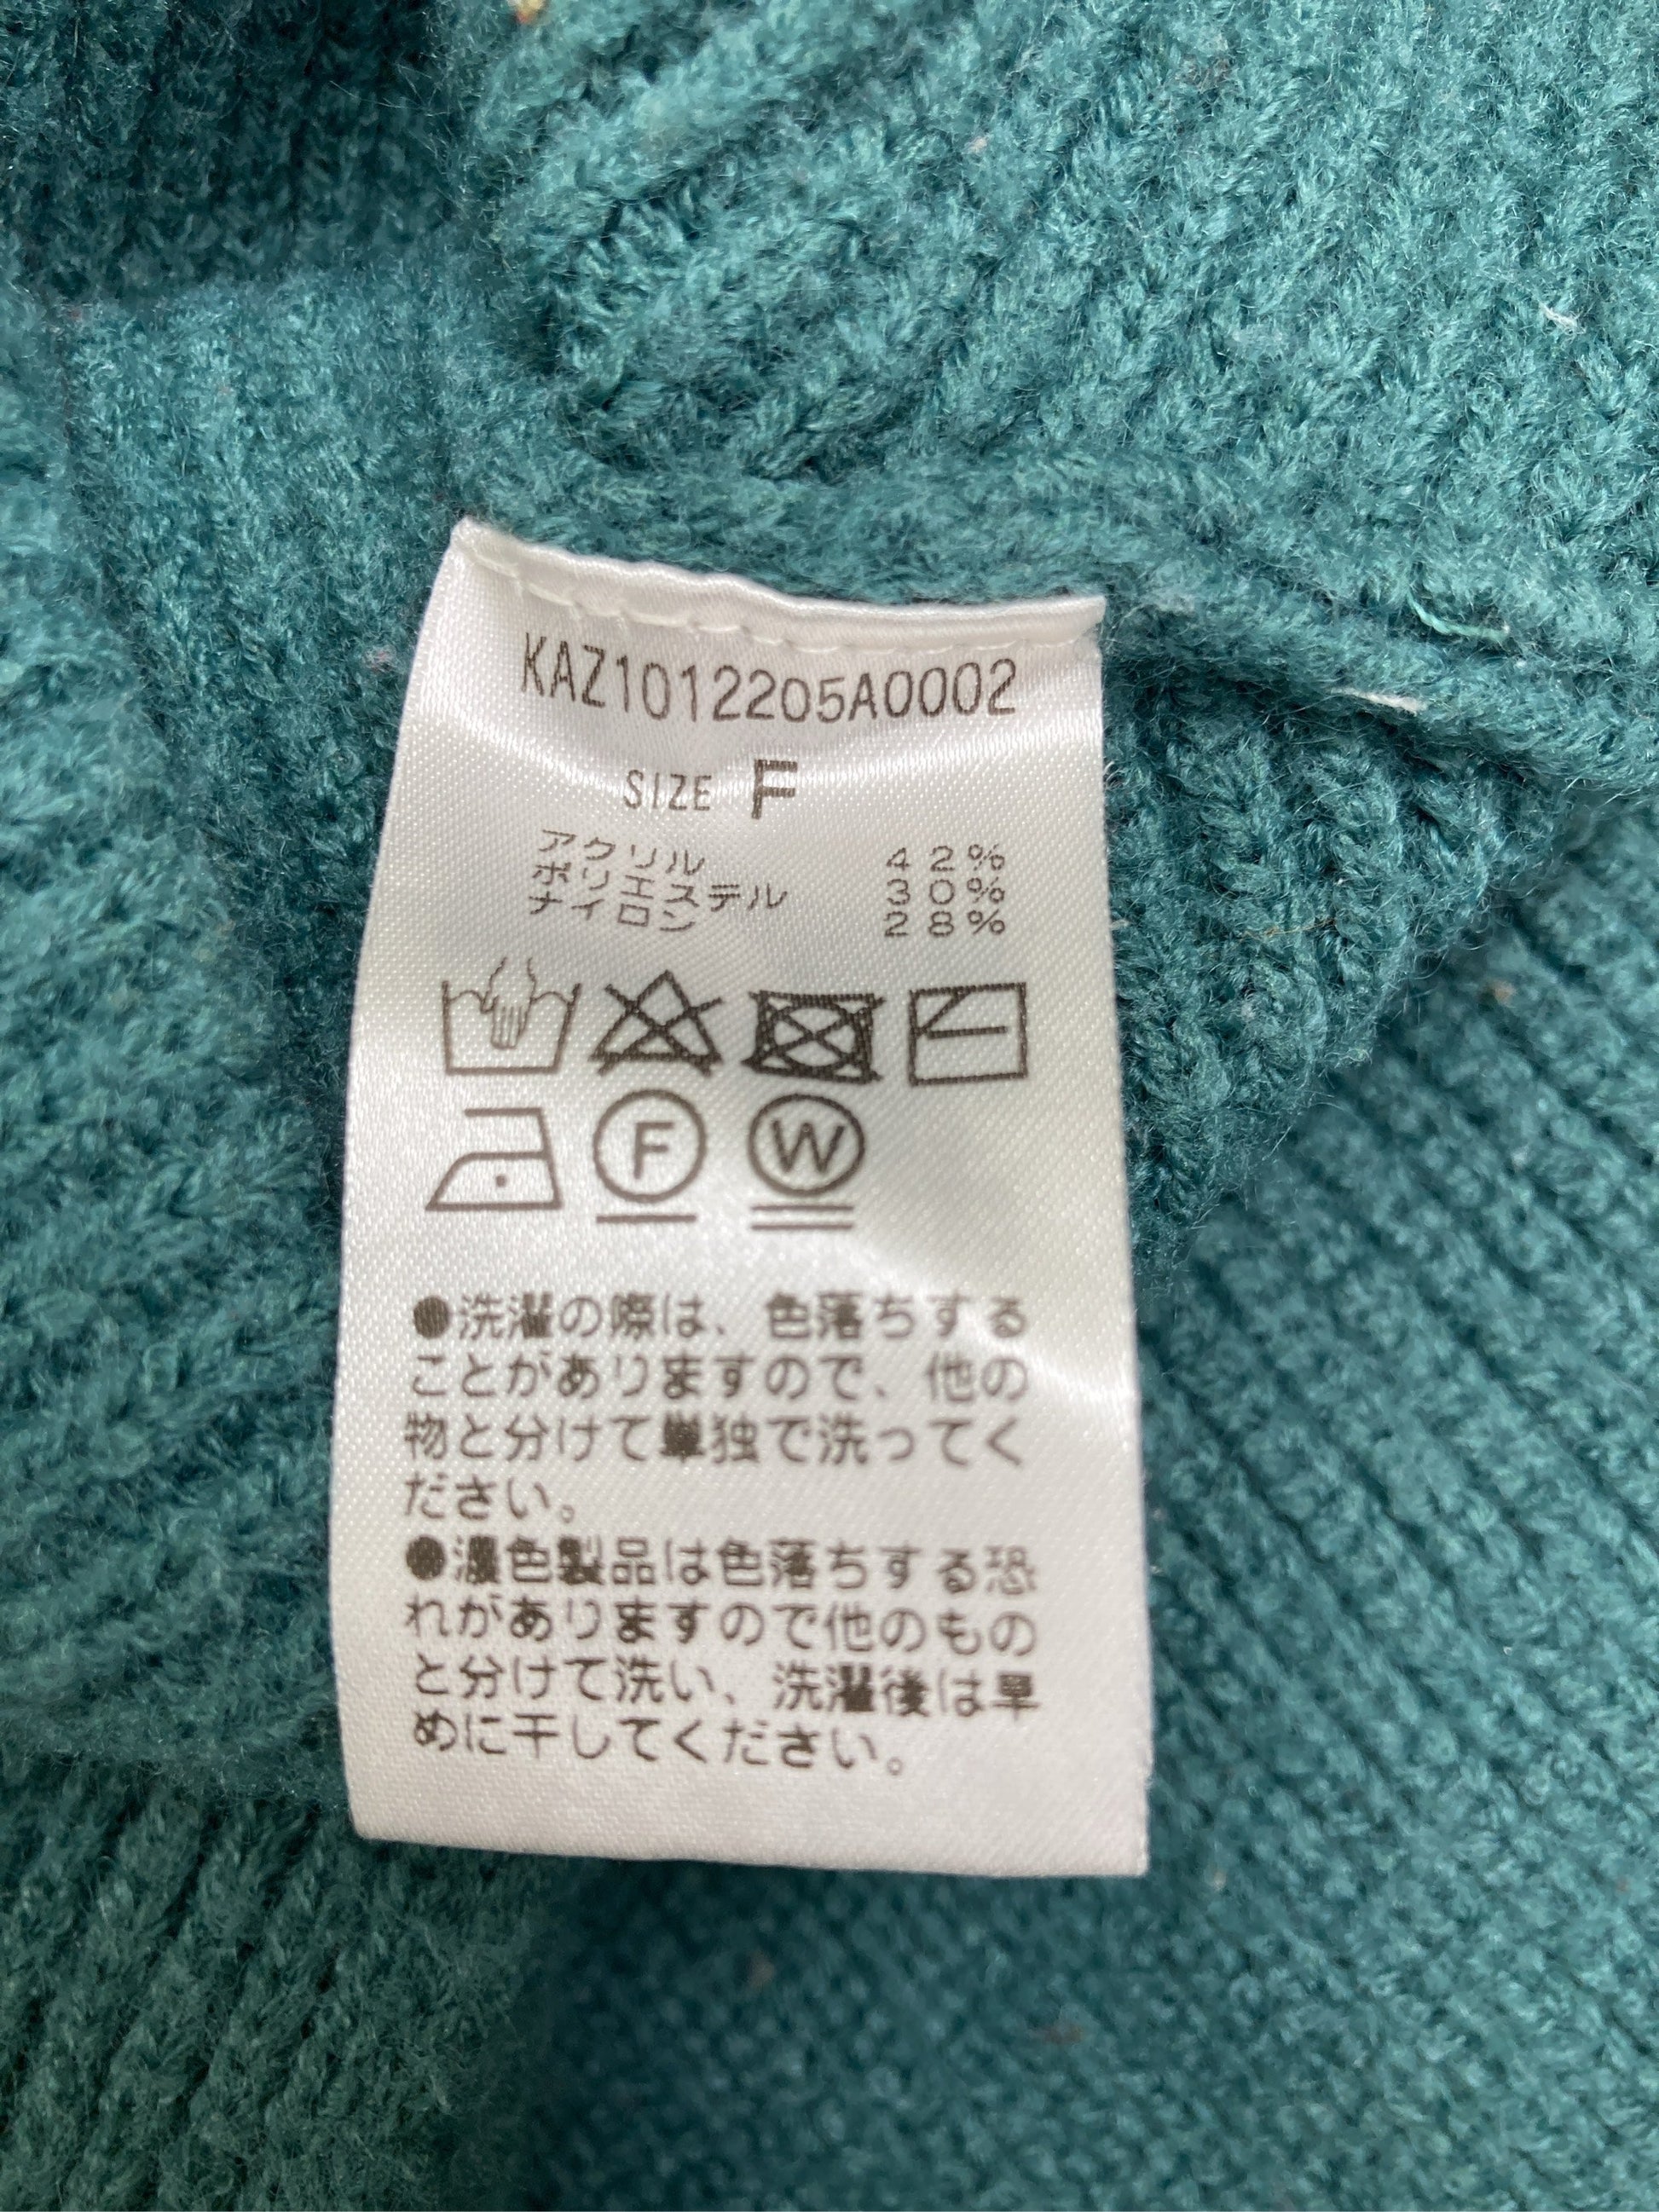 KAZ1012205A0002
SIZE F
アクリル 42%
ポリエステル 30%
ナイロン 28%
F W
●洗濯の際は、色落ちする
ことがありますので、他の
物と分けて単独で洗ってく
ださい。
●濃色製品は色落ちする恐
れがありますので他のもの
と分けて洗い、洗濯後は早
めに干してください。